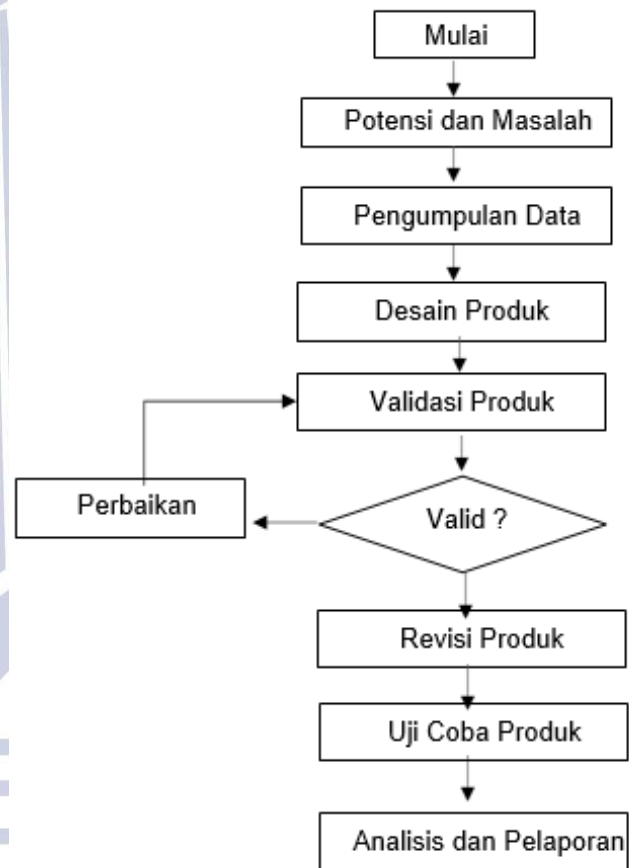 Mulai
Potensi dan Masalah
Pengumpulan Data
Desain Produk
Validasi Produk
Perbaikan
Valid ?
Revisi Produk
Uji Coba Produk
Analisis dan Pelaporan